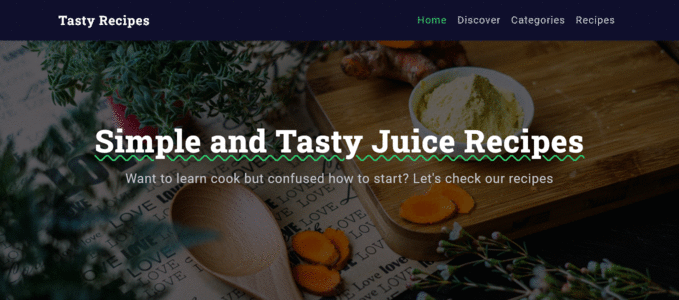 Tasty Recipes
Home Discover Categories Recipes
Simple and Tasty Juice Recipes
Want to learn cook but confused how to start? Let's check our recipes